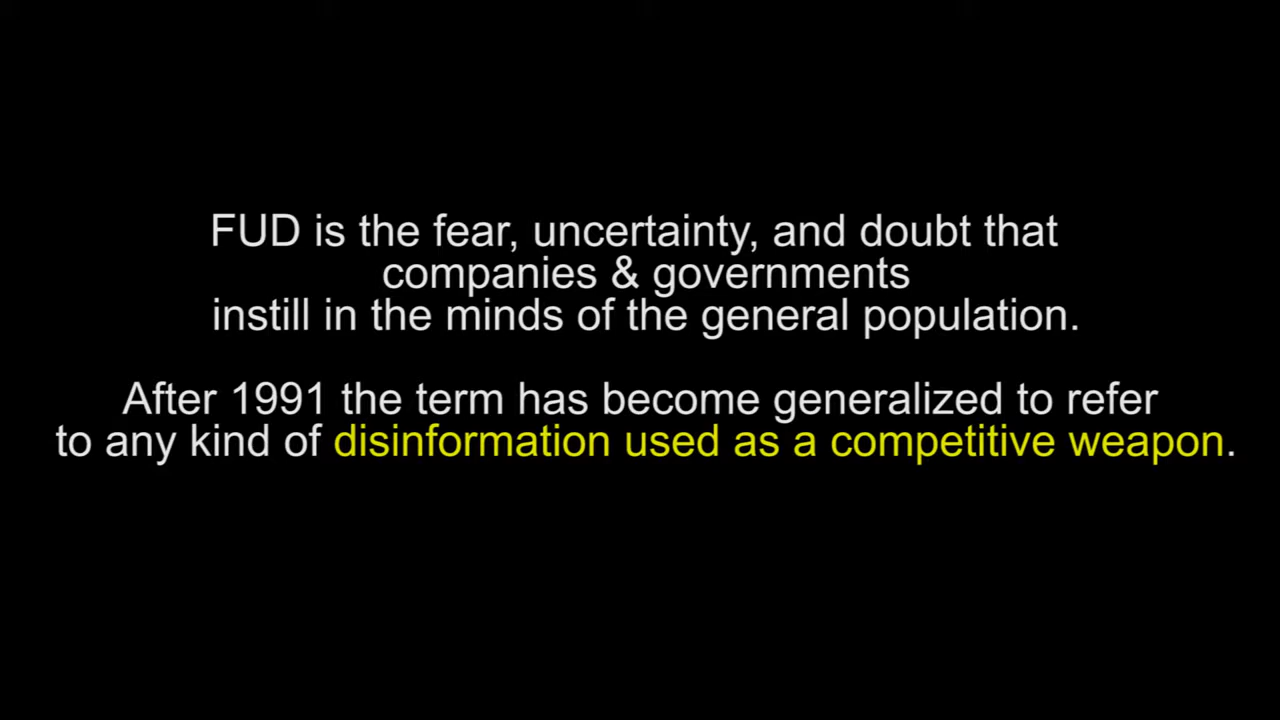 FUD is the fear, uncertainty, and doubt that
companies & governments
instill in the minds of the general population.
After 1991 the term has become generalized to refer
to any kind of disinformation used as a competitive weapon.